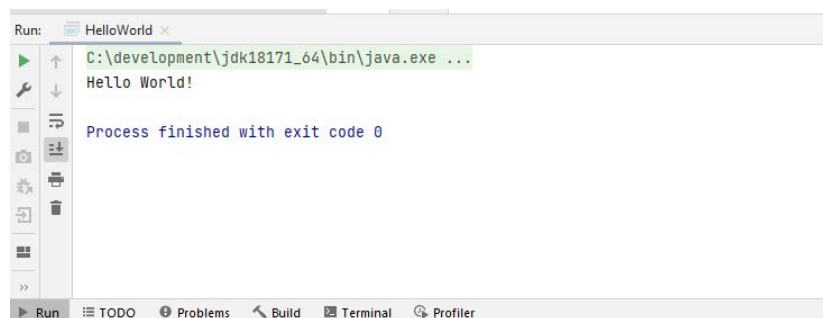 Run: HelloWorld
C:\development\jdk18171_64\bin\java.exe ...
Hello World!
Process finished with exit code 0
Run TODO Problems Build Terminal Profiler